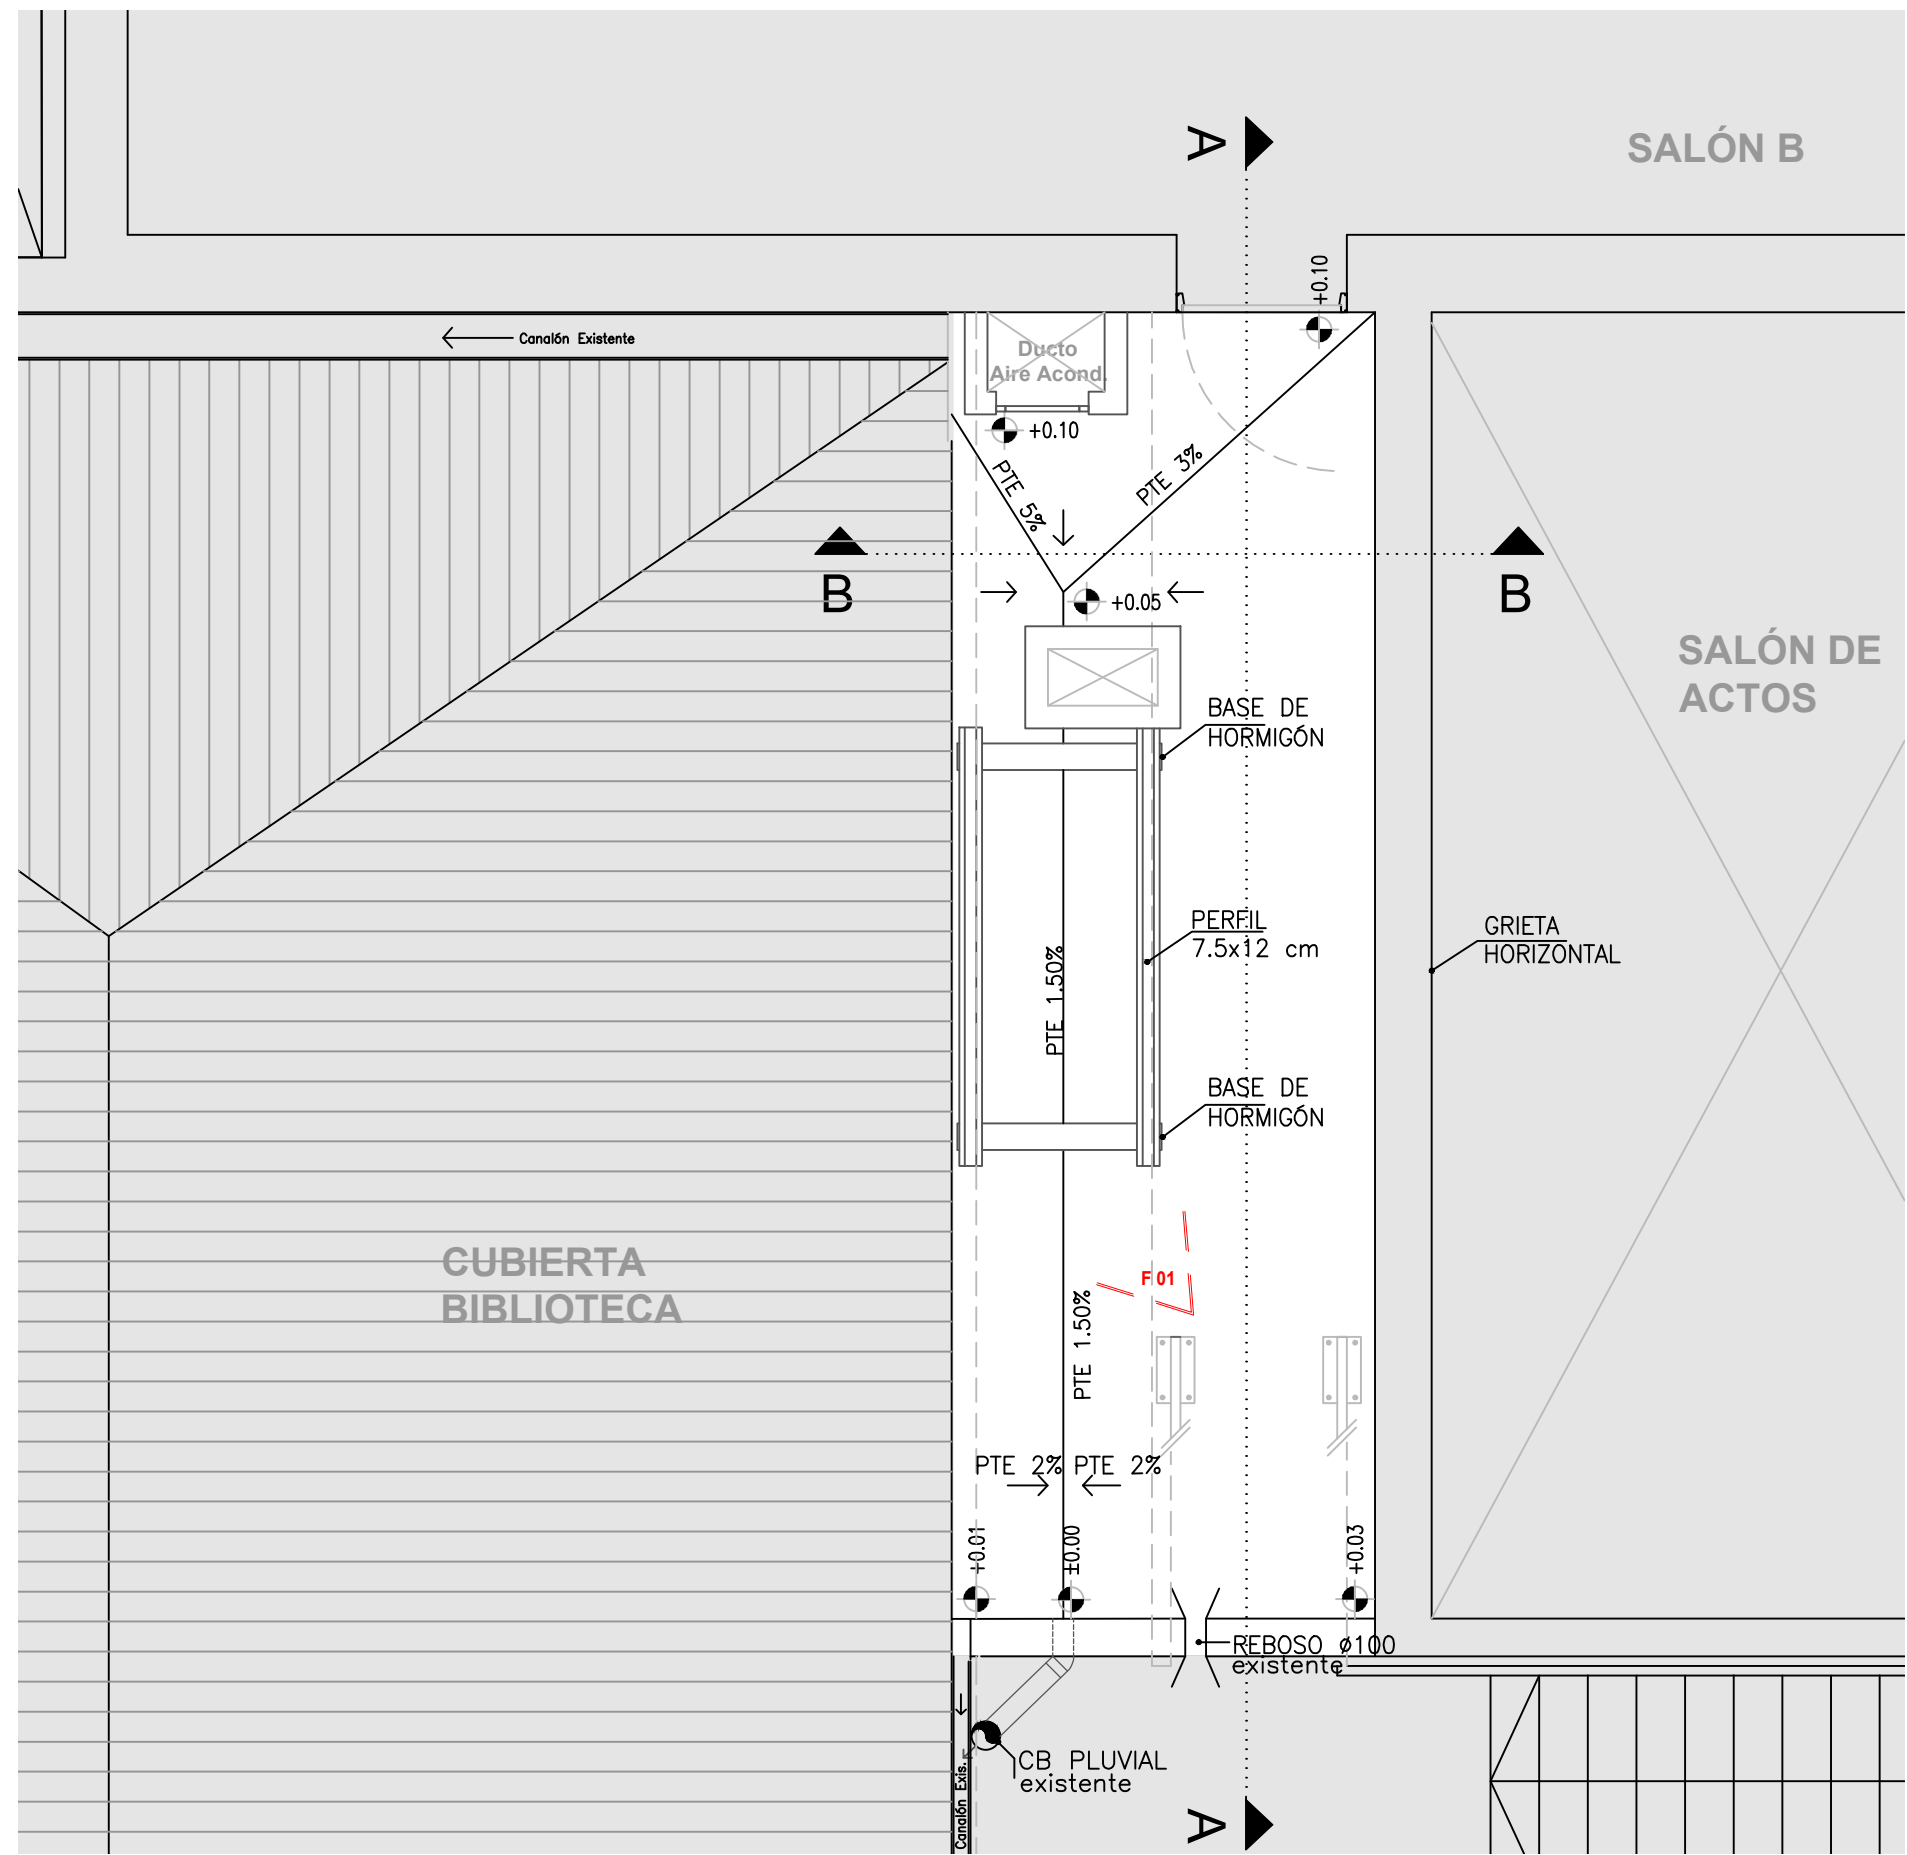 A
SALÓN B
+0.10
Canalón Existente
Ducto
Aire Acond.
+0.10
PTE 5%
PTE 3%
B
B
+0.05
SALÓN DE
ACTOS
BASE DE
HORMIGÓN
PERFIL
7.5x12 cm
GRIETA
HORIZONTAL
PTE 1.50%
BASE DE
HORMIGÓN
CUBIERTA
BIBLIOTECA
F 01
PTE 1.50%
PTE 2%
PTE 2%
+0.01
±0.00
+0.03
REBOSO ø100
existente
CB PLUVIAL
existente
Canalón Exis.
A